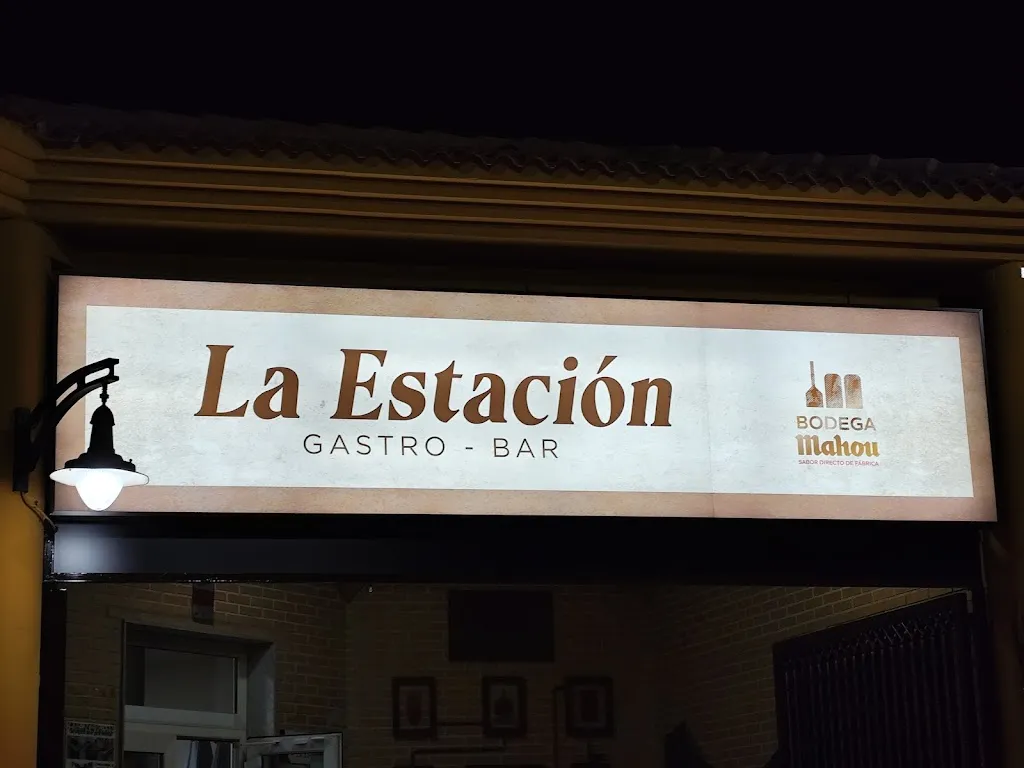 La Estación
GASTRO - BAR
BODEGA
Mahou
SABOR DIRECTO DE FÁBRICA